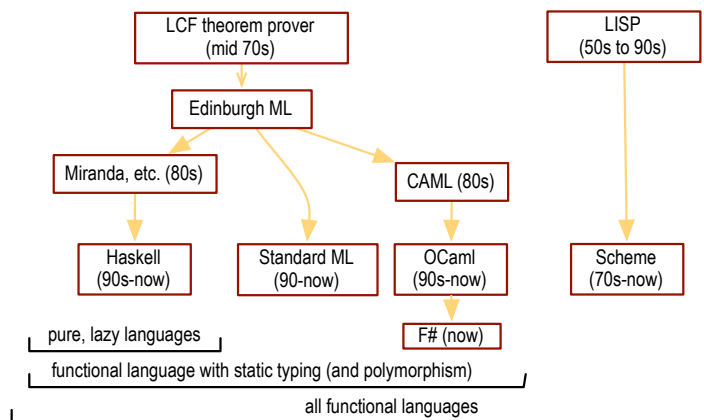 LCF theorem prover
(mid 70s)
LISP
(50s to 90s)
Edinburgh ML
Miranda, etc. (80s)
CAML (80s)
Haskell
(90s-now)
Standard ML
(90-now)
OCaml
(90s-now)
Scheme
(70s-now)
F# (now)
pure, lazy languages
functional language with static typing (and polymorphism)
all functional languages